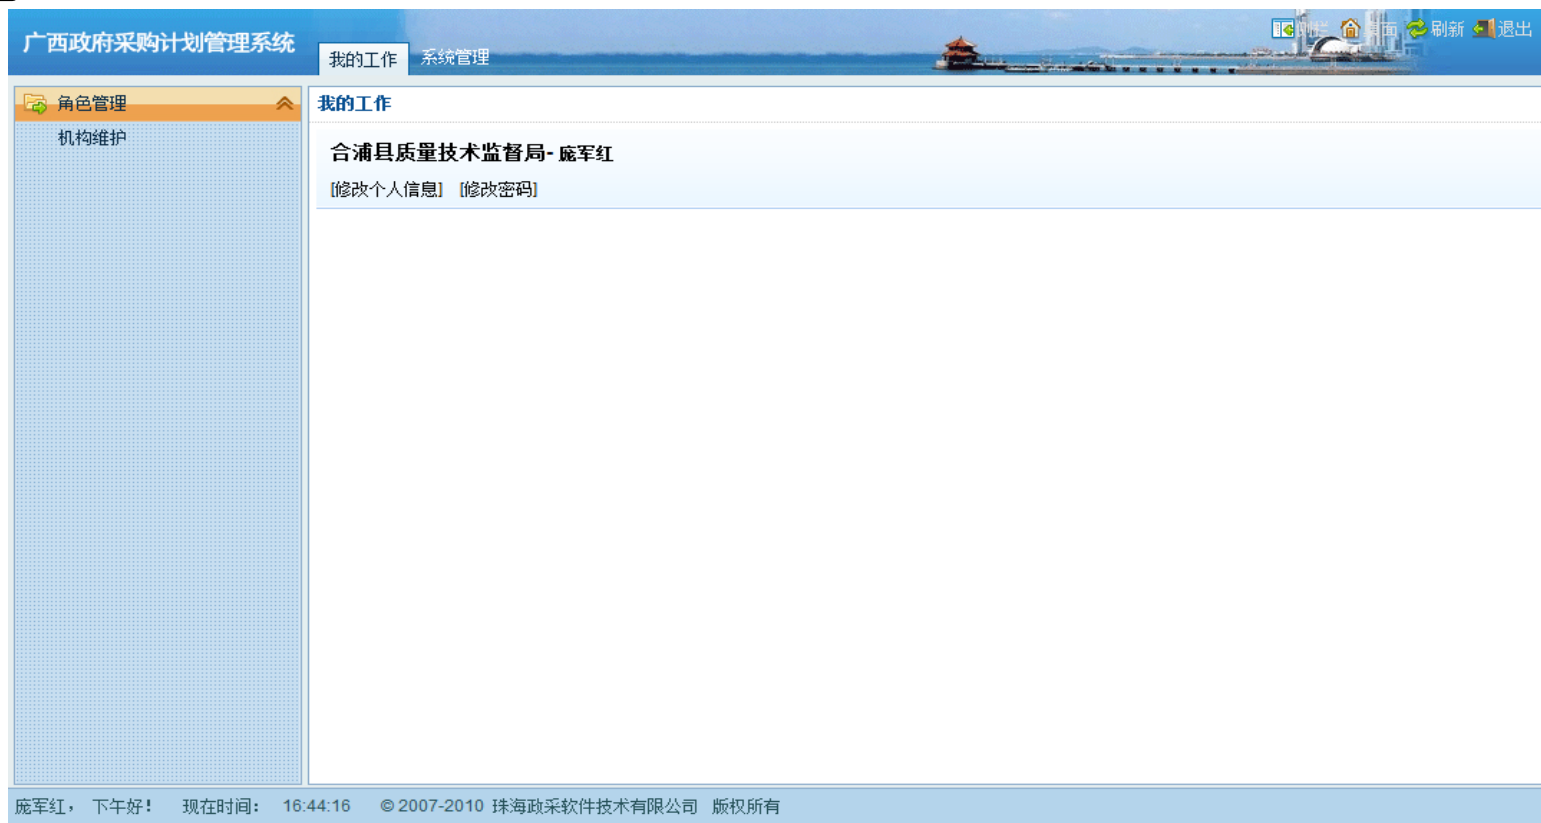 广西政府采购计划管理系统
我的工作 系统管理
侧栏 桌面 刷新 退出
角色管理
机构维护
我的工作
合浦县质量技术监督局- 庞军红
[修改个人信息] [修改密码]
庞军红， 下午好！ 现在时间： 16:44:16 © 2007-2010 珠海政采软件技术有限公司 版权所有